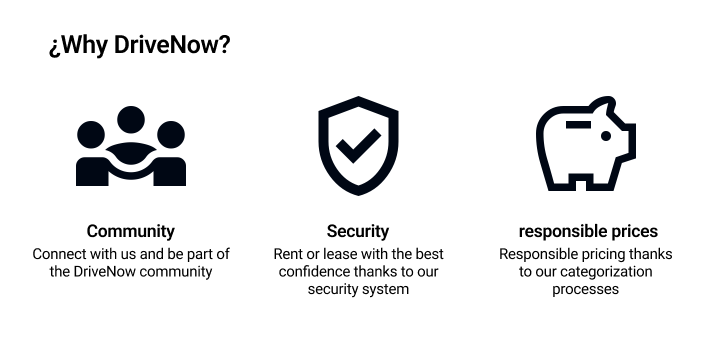 ¿Why DriveNow?
Community
Connect with us and be part of
the DriveNow community
Security
Rent or lease with the best
confidence thanks to our
security system
responsible prices
Responsible pricing thanks
to our categorization
processes